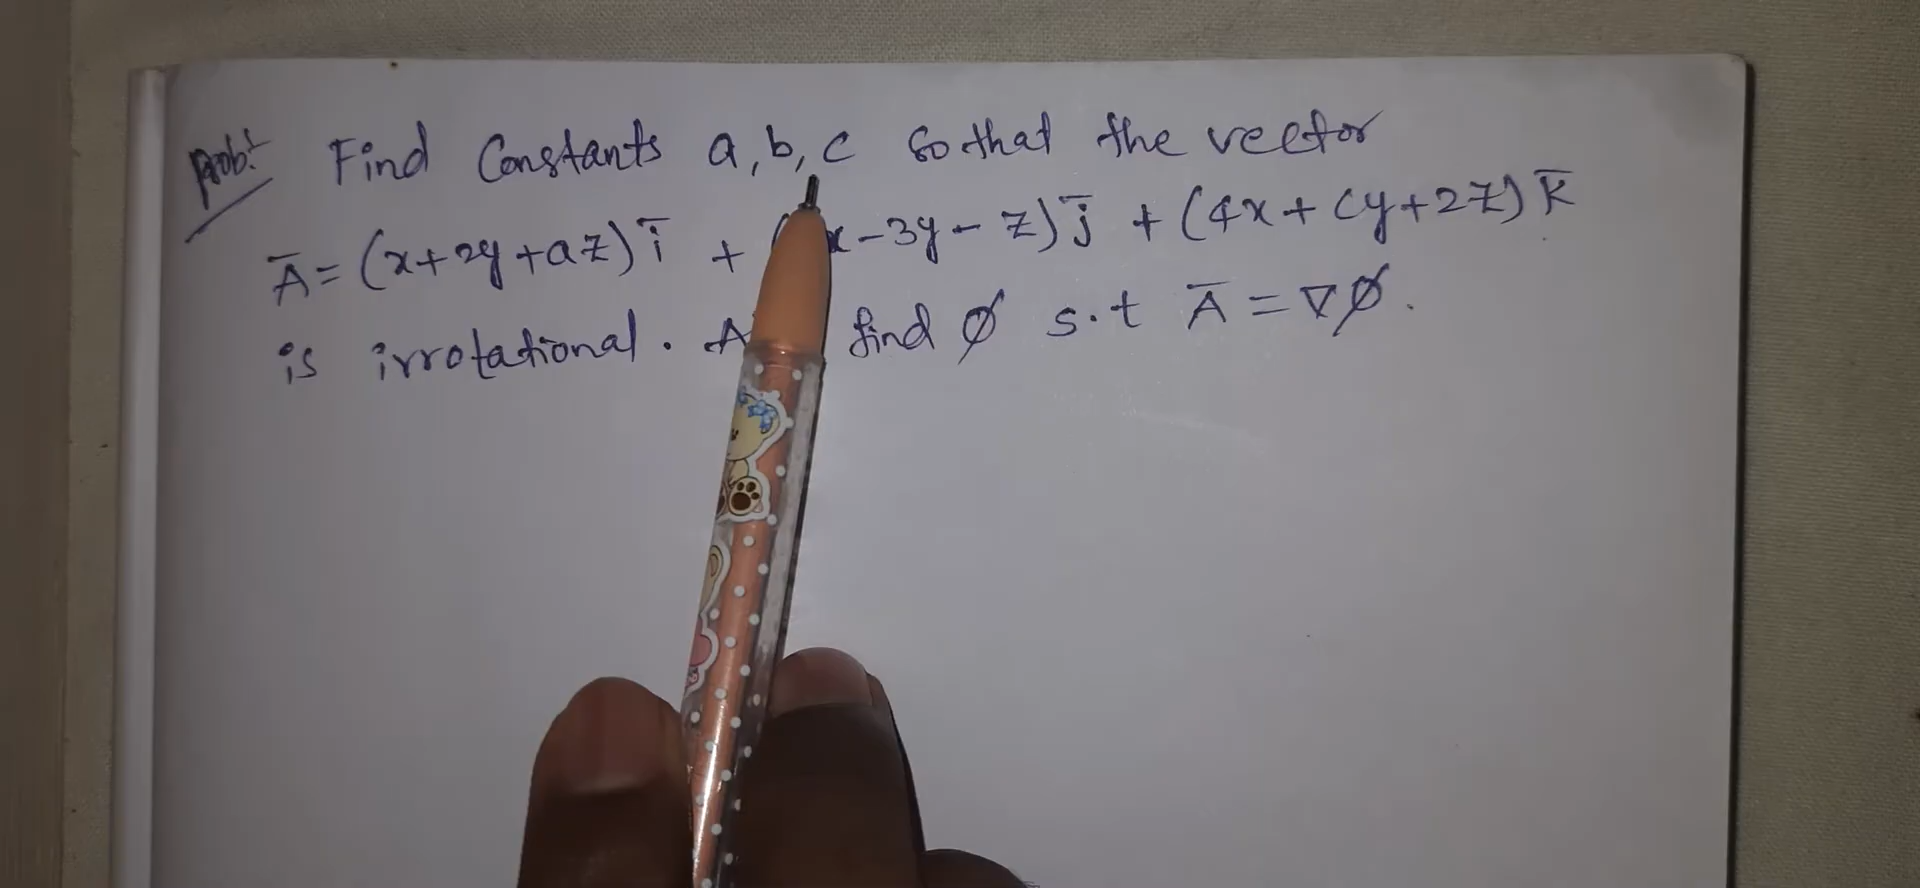 Prob:- Find Constants a, b, c so that the vector
Ā = (x+2y+az) ī + ( x-3y-z) j̄ + (4x+cy+2z) k̄
is irrotational. A find ∅ s.t Ā = ∇∅.